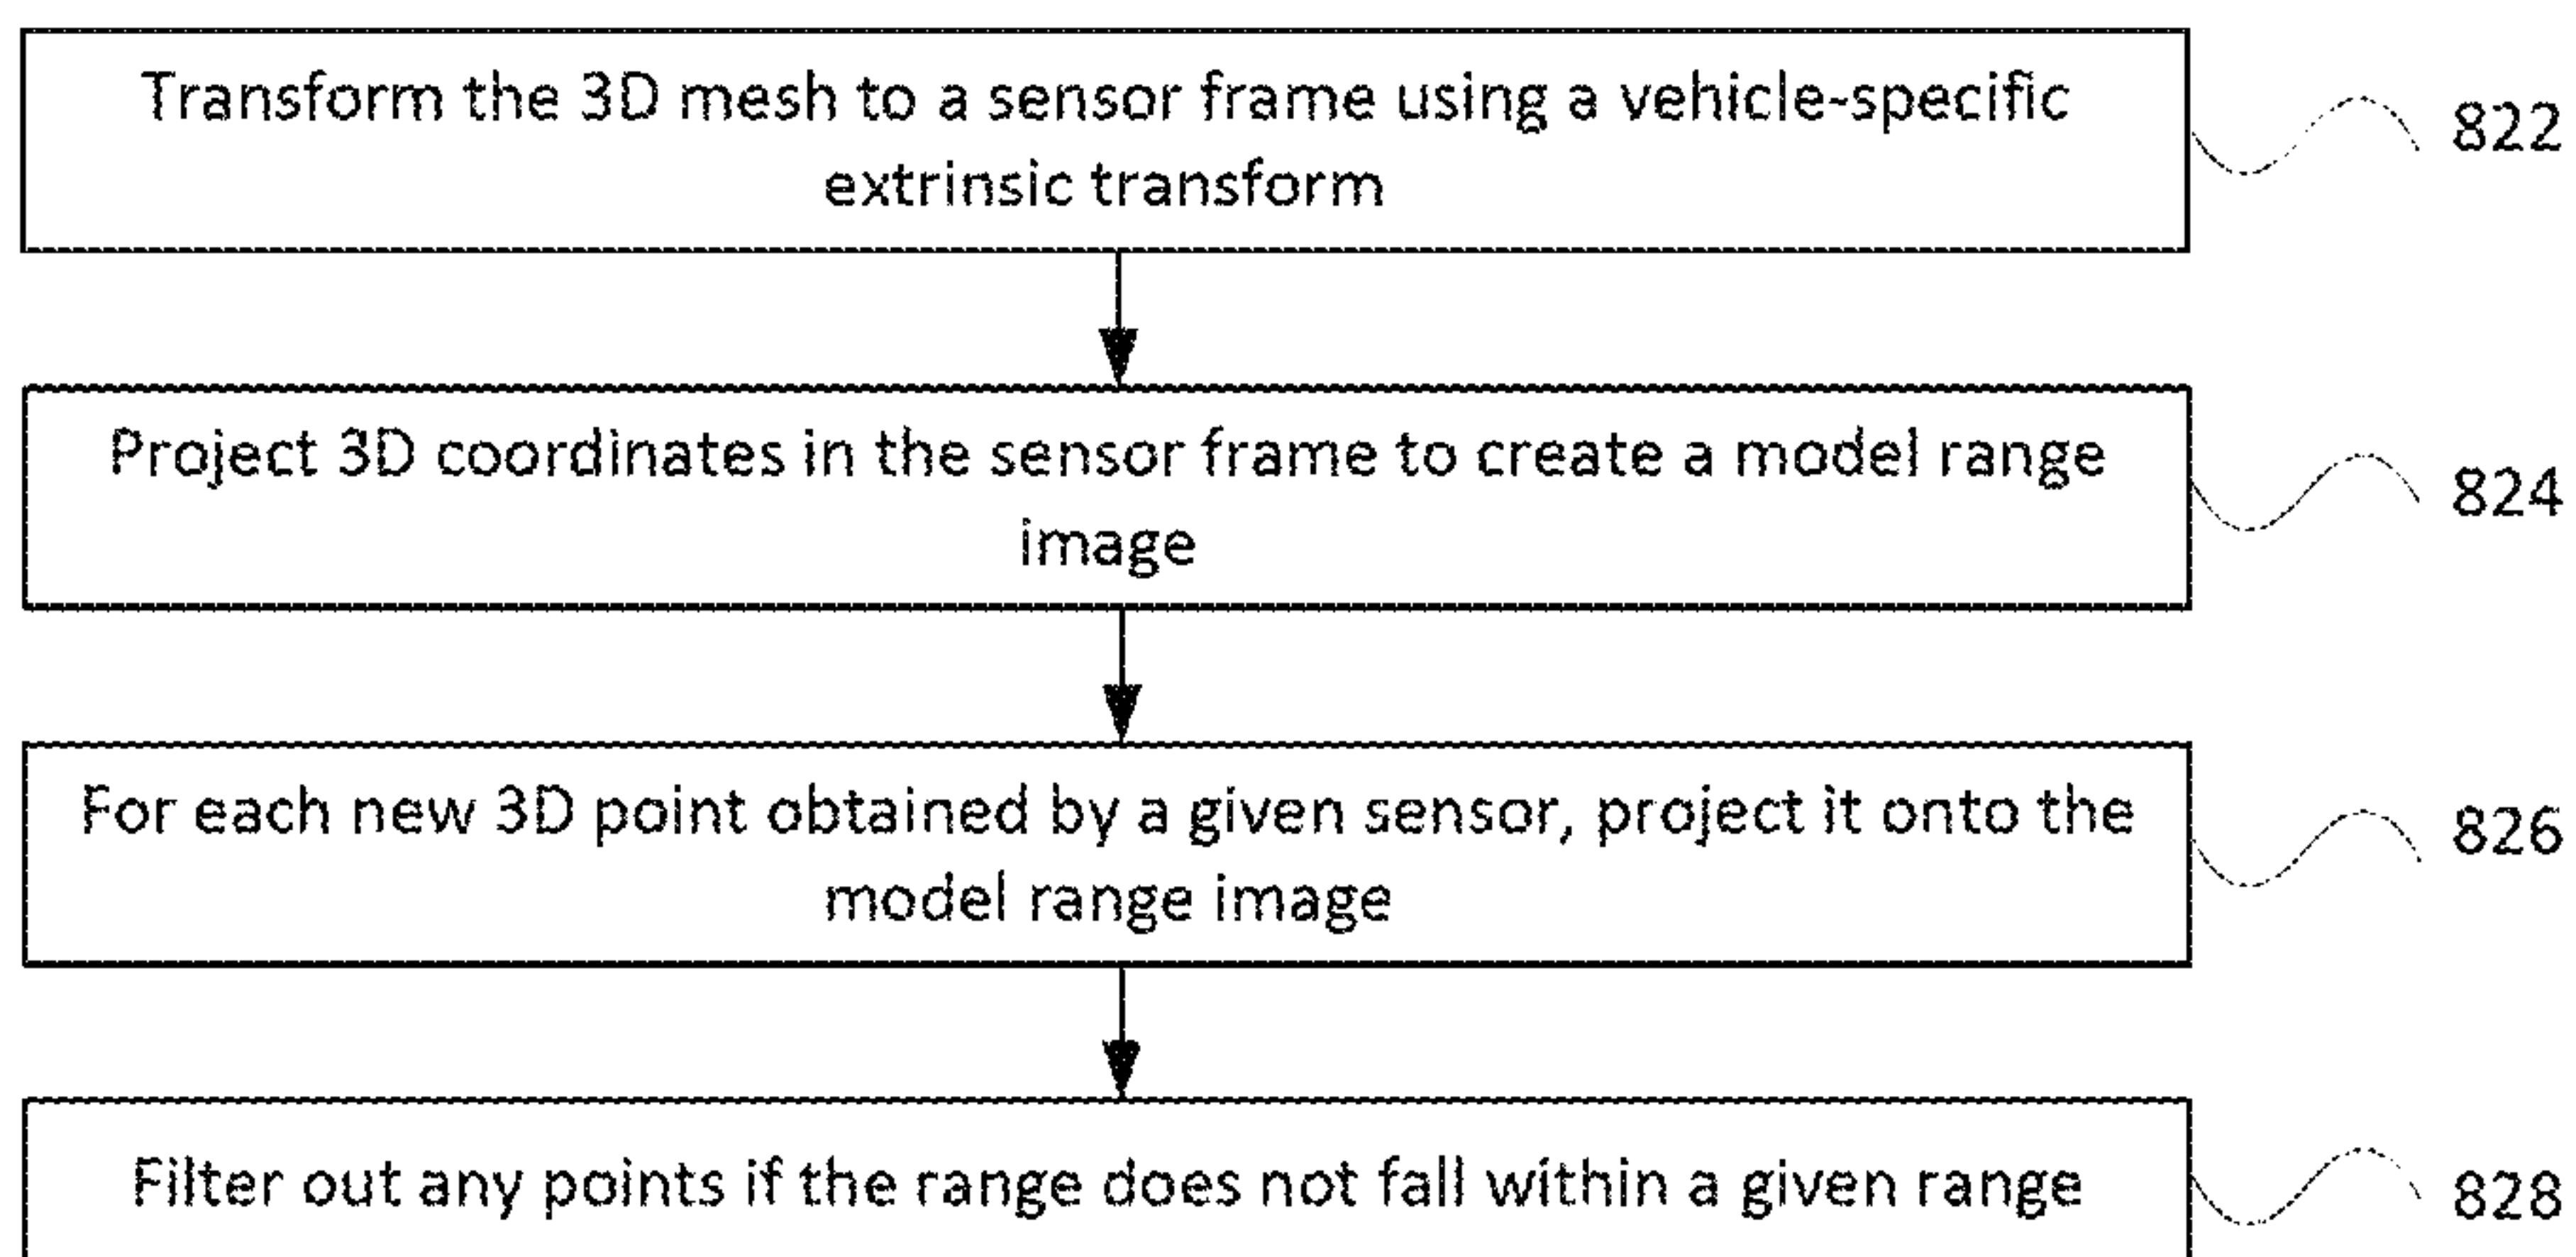 Transform the 3D mesh to a sensor frame using a vehicle-specific
extrinsic transform
822
Project 3D coordinates in the sensor frame to create a model range
image
824
For each new 3D point obtained by a given sensor, project it onto the
model range image
826
Filter out any points if the range does not fall within a given range
828